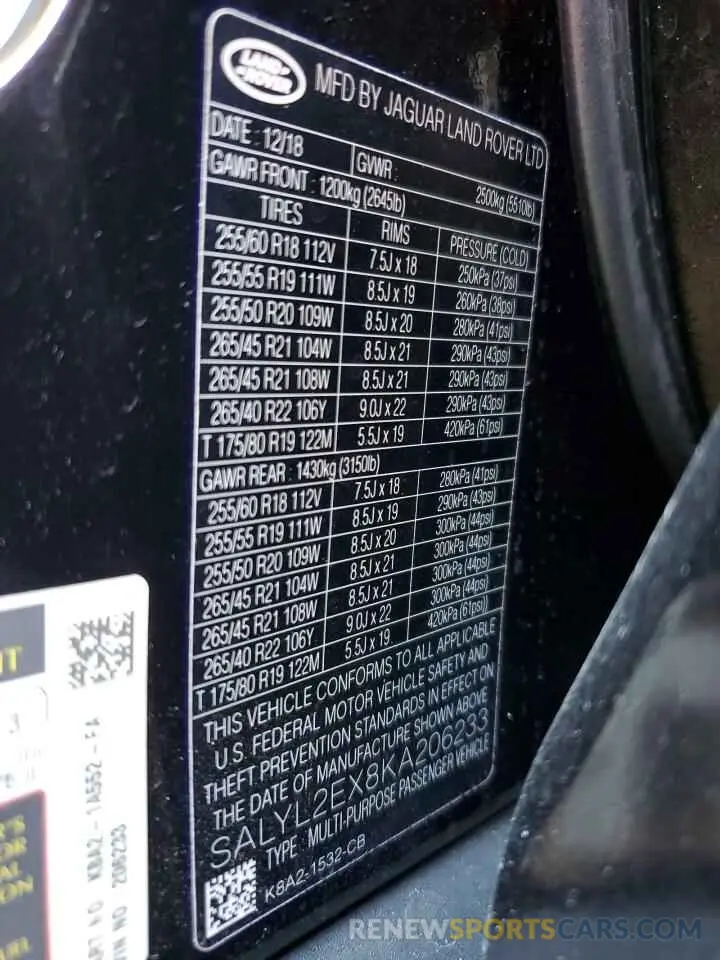 LAND ROVER
MFD BY JAGUAR LAND ROVER LTD
DATE: 12/18
GVWR: 2500kg (5510lb)
GAWR FRONT: 1200kg (2645lb)
TIRES RIMS PRESSURE (COLD)
255/60 R18 112V 7.5J x 18 250kPa (37psi)
255/55 R19 111W 8.5J x 19 260kPa (38psi)
255/50 R20 109W 8.5J x 20 280kPa (41psi)
265/45 R21 104W 8.5J x 21 290kPa (43psi)
265/45 R21 108W 8.5J x 21 290kPa (43psi)
265/40 R22 106Y 9.0J x 22 290kPa (43psi)
T 175/80 R19 122M 5.5J x 19 420kPa (61psi)
GAWR REAR: 1430kg (3150lb)
255/60 R18 112V 7.5J x 18 280kPa (41psi)
255/55 R19 111W 8.5J x 19 290kPa (43psi)
255/50 R20 109W 8.5J x 20 300kPa (44psi)
265/45 R21 104W 8.5J x 21 300kPa (44psi)
265/45 R21 108W 8.5J x 21 300kPa (44psi)
265/40 R22 106Y 9.0J x 22 300kPa (44psi)
T 175/80 R19 122M 5.5J x 19 420kPa (61psi)
THIS VEHICLE CONFORMS TO ALL APPLICABLE
U.S. FEDERAL MOTOR VEHICLE SAFETY AND
THEFT PREVENTION STANDARDS IN EFFECT ON
THE DATE OF MANUFACTURE SHOWN ABOVE
SALYL2EX8KA206233
TYPE: MULTI-PURPOSE PASSENGER VEHICLE
K8A2-1532-CB
K8A2-1A552-FA
NO 206233
RENEWSPORTSCARS.COM